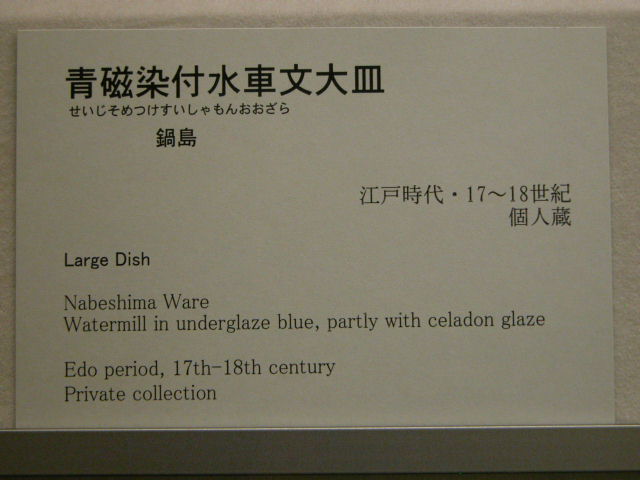 青磁染付水車文大皿
せいじそめつけすいしゃもんおおざら
鍋島
江戸時代・17〜18世紀
個人蔵
Large Dish
Nabeshima Ware
Watermill in underglaze blue, partly with celadon glaze
Edo period, 17th-18th century
Private collection